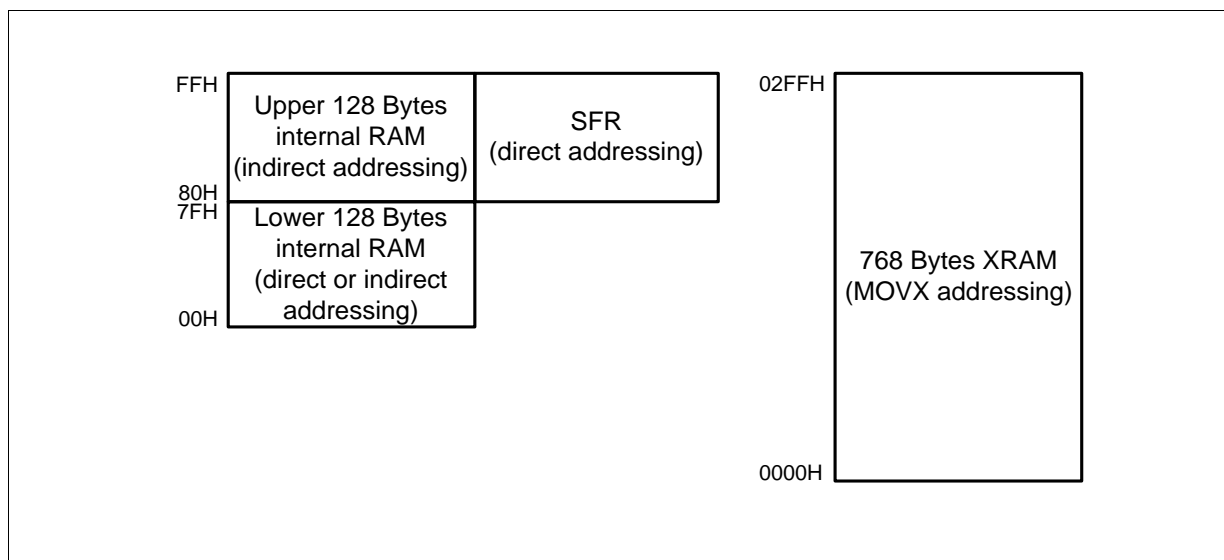 FFH
Upper 128 Bytes
internal RAM
(indirect addressing)
80H
SFR
(direct addressing)
7FH
Lower 128 Bytes
internal RAM
(direct or indirect
addressing)
00H
02FFH
768 Bytes XRAM
(MOVX addressing)
0000H